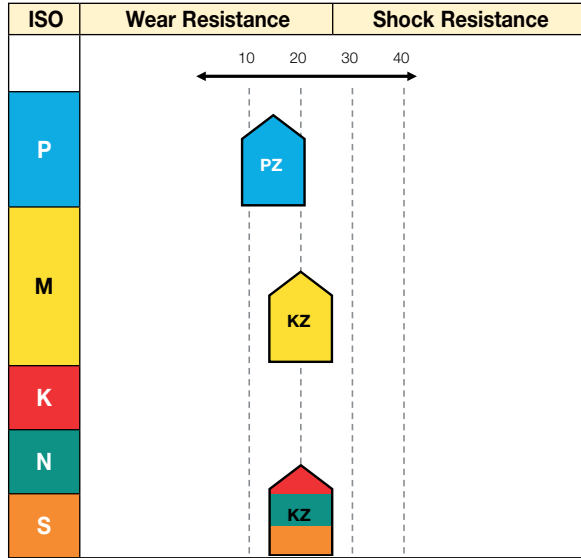 ISO Wear Resistance Shock Resistance
10 20 30 40
P
PZ
M
KZ
K
N
KZ
S